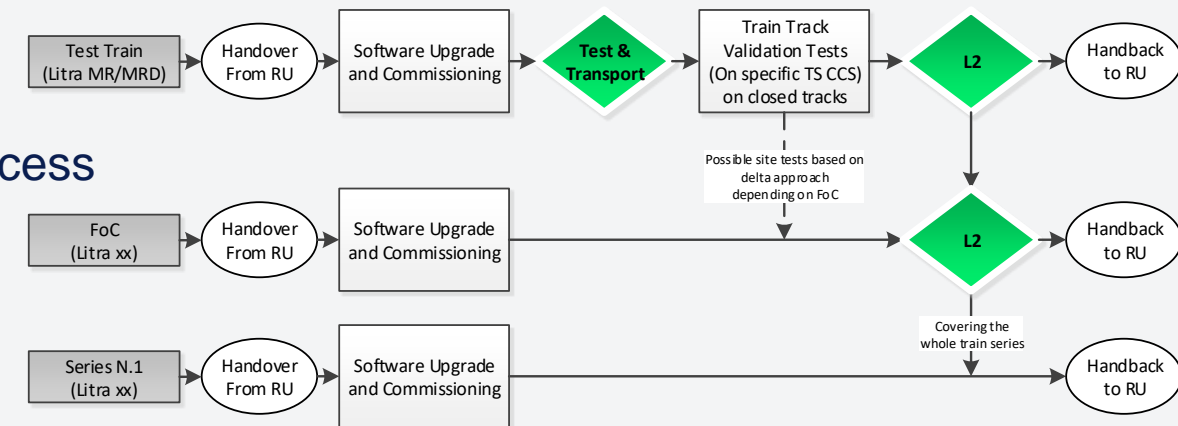 Test Train
(Litra MR/MRD)
Handover
From RU
Software Upgrade
and Commissioning
Test &
Transport
Train Track
Validation Tests
(On specific TS CCS)
on closed tracks
L2
Handback
to RU
cess
Possible site tests based on
delta approach
depending on FoC
FoC
(Litra xx)
Handover
From RU
Software Upgrade
and Commissioning
L2
Handback
to RU
Covering the
whole train series
Series N.1
(Litra xx)
Handover
From RU
Software Upgrade
and Commissioning
Handback
to RU